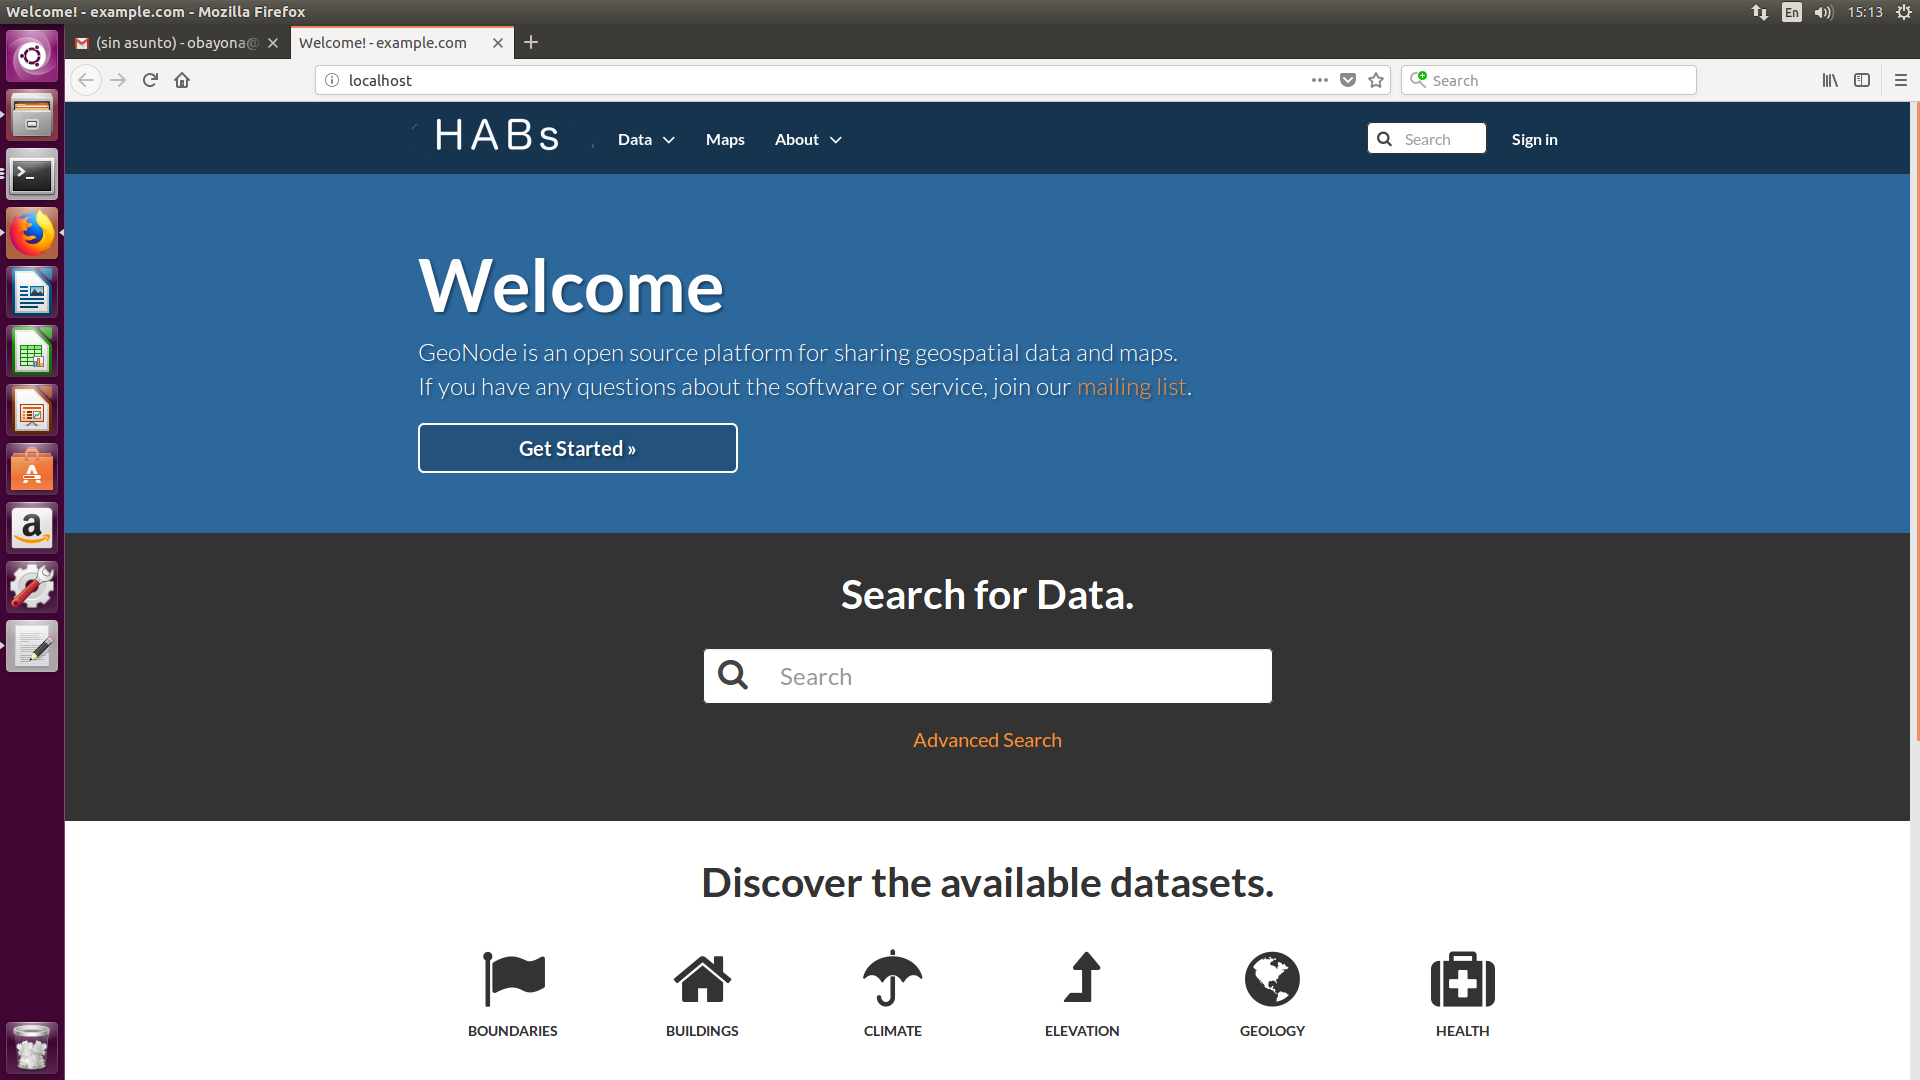 Welcome! - example.com - Mozilla Firefox
En
15:13
(sin asunto) - obayona@
Welcome! - example.com
localhost
Search
HABs
Data
Maps
About
Search
Sign in
Welcome
GeoNode is an open source platform for sharing geospatial data and maps.
If you have any questions about the software or service, join our mailing list.
Get Started »
Search for Data.
Search
Advanced Search
Discover the available datasets.
BOUNDARIES
BUILDINGS
CLIMATE
ELEVATION
GEOLOGY
HEALTH